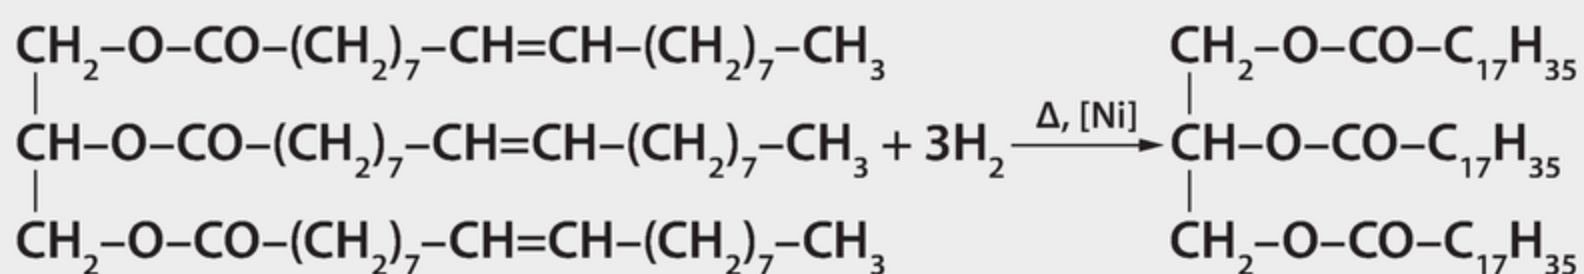 CH₂–O–CO–(CH₂)₇–CH=CH–(CH₂)₇–CH₃ CH₂–O–CO–C₁₇H₃₅
CH–O–CO–(CH₂)₇–CH=CH–(CH₂)₇–CH₃ + 3H₂ Δ, [Ni] CH–O–CO–C₁₇H₃₅
CH₂–O–CO–(CH₂)₇–CH=CH–(CH₂)₇–CH₃ CH₂–O–CO–C₁₇H₃₅